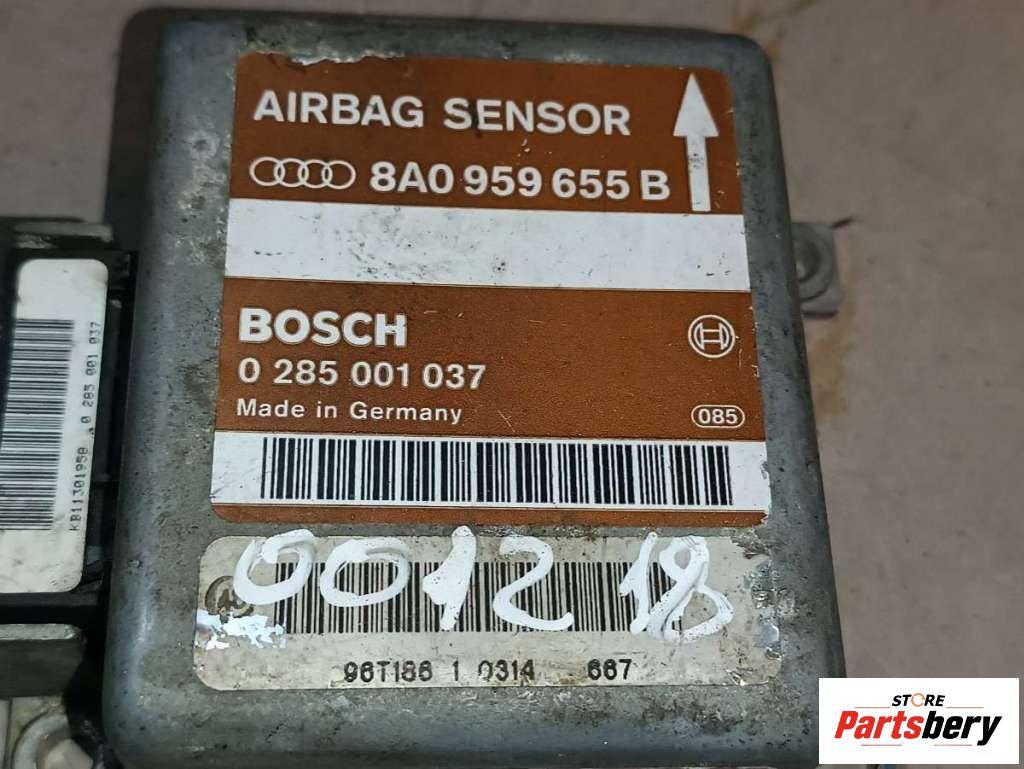 AIRBAG SENSOR
8A0 959 655 B
BOSCH
0 285 001 037
Made in Germany
085
001218
96T186 1 0314 667
KB11301958 A 0 285 001 037
STORE
Partsbery